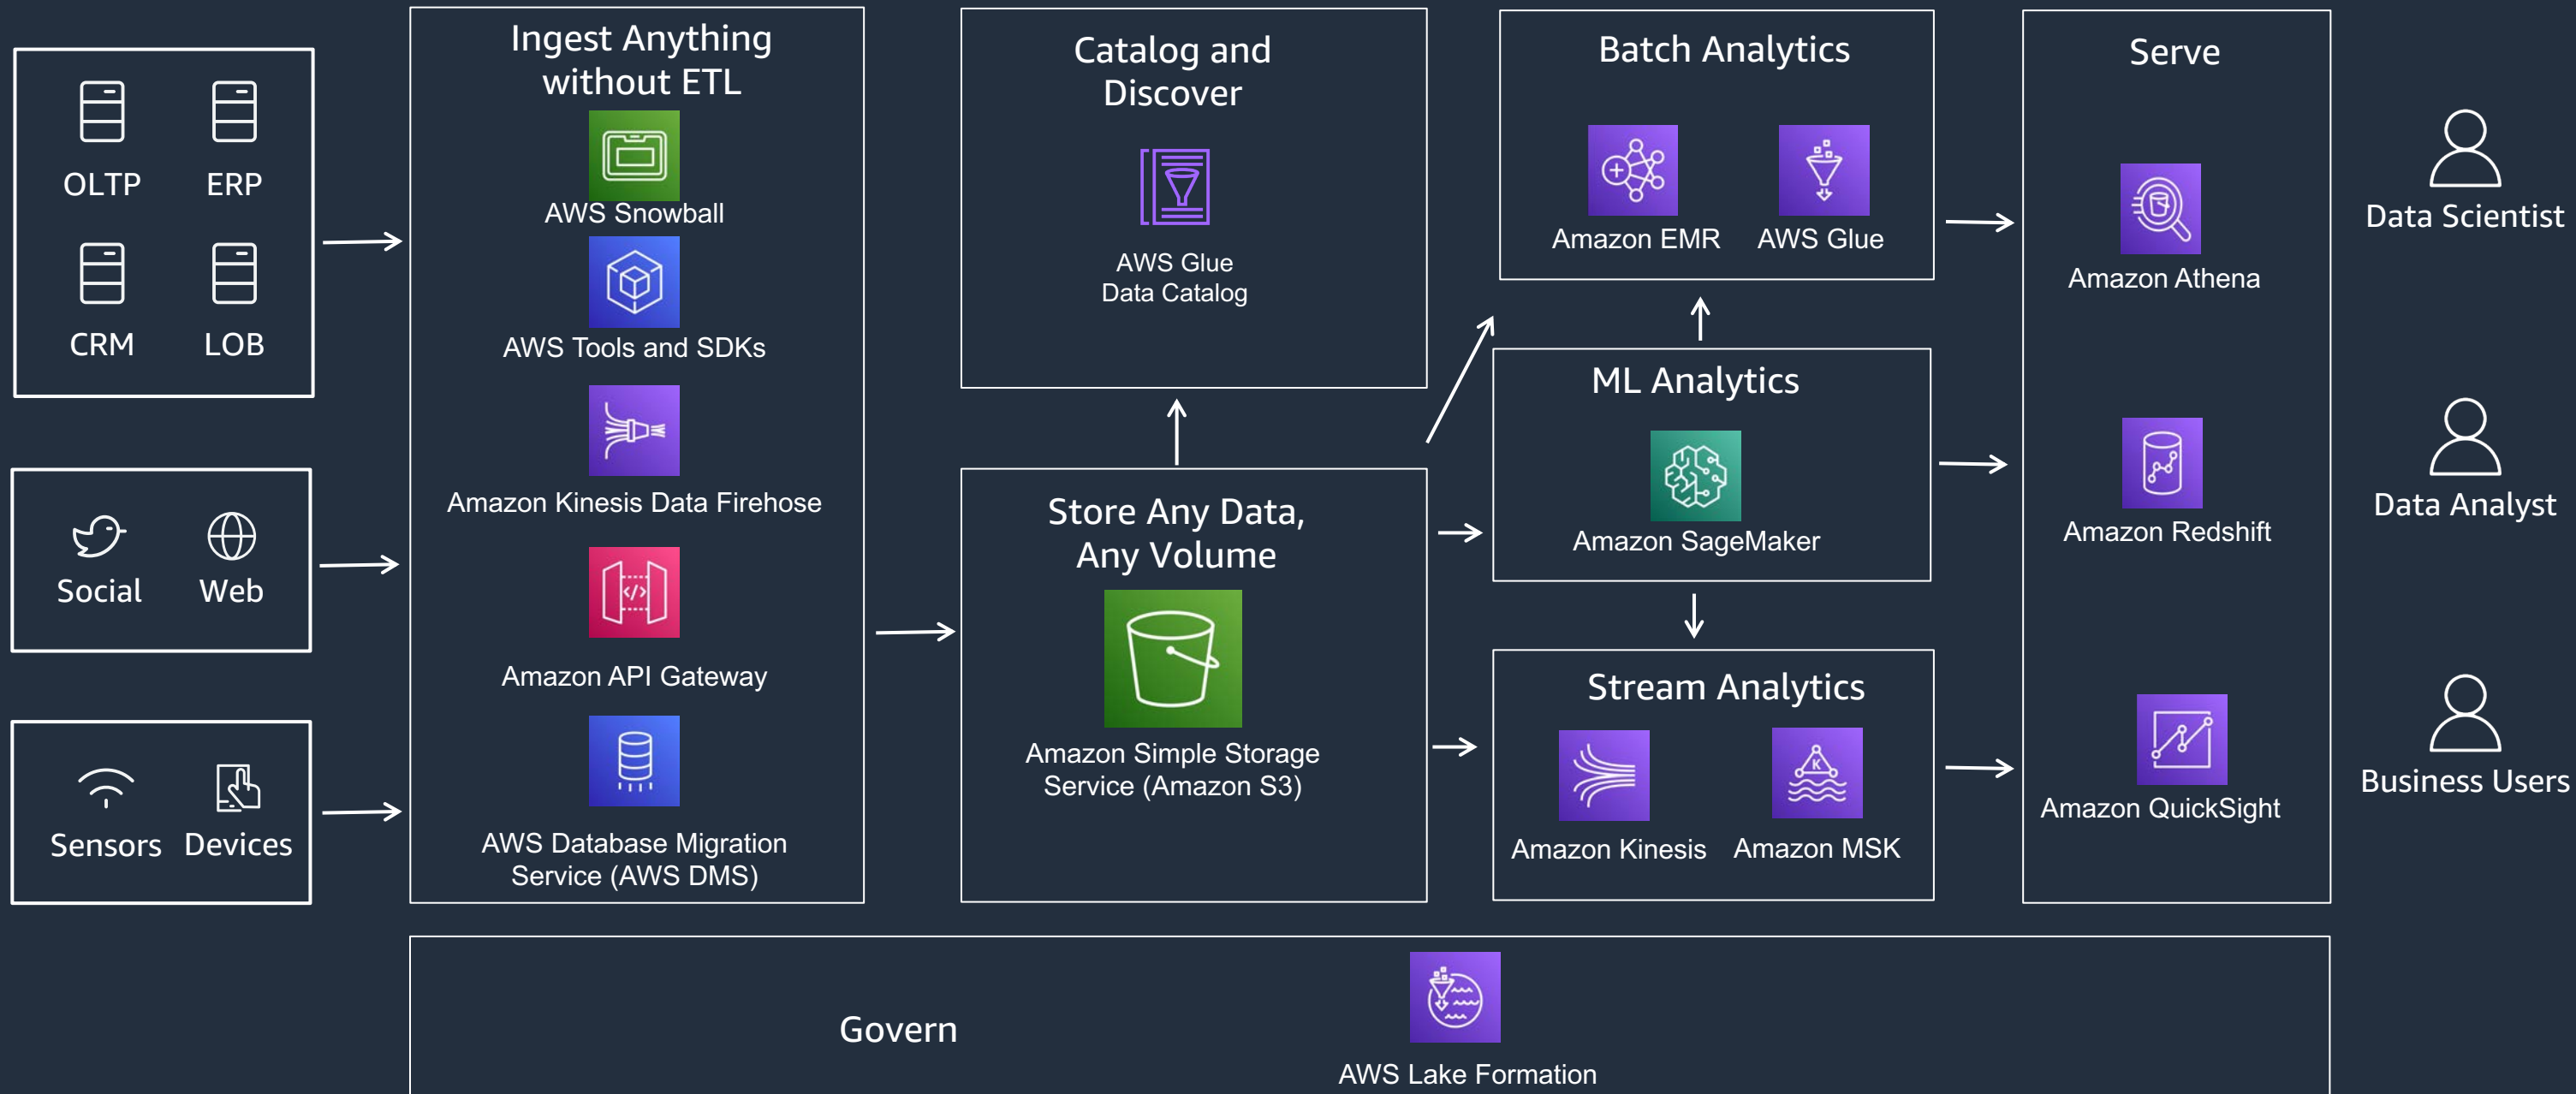 OLTP
ERP
CRM
LOB
Social
Web
Sensors
Devices
Ingest Anything
without ETL
AWS Snowball
AWS Tools and SDKs
Amazon Kinesis Data Firehose
Amazon API Gateway
AWS Database Migration
Service (AWS DMS)
Catalog and
Discover
AWS Glue
Data Catalog
Store Any Data,
Any Volume
Amazon Simple Storage
Service (Amazon S3)
Batch Analytics
Amazon EMR
AWS Glue
ML Analytics
Amazon SageMaker
Stream Analytics
K
Amazon Kinesis
Amazon MSK
Serve
Amazon Athena
Amazon Redshift
Amazon QuickSight
Data Scientist
Data Analyst
Business Users
Govern
AWS Lake Formation